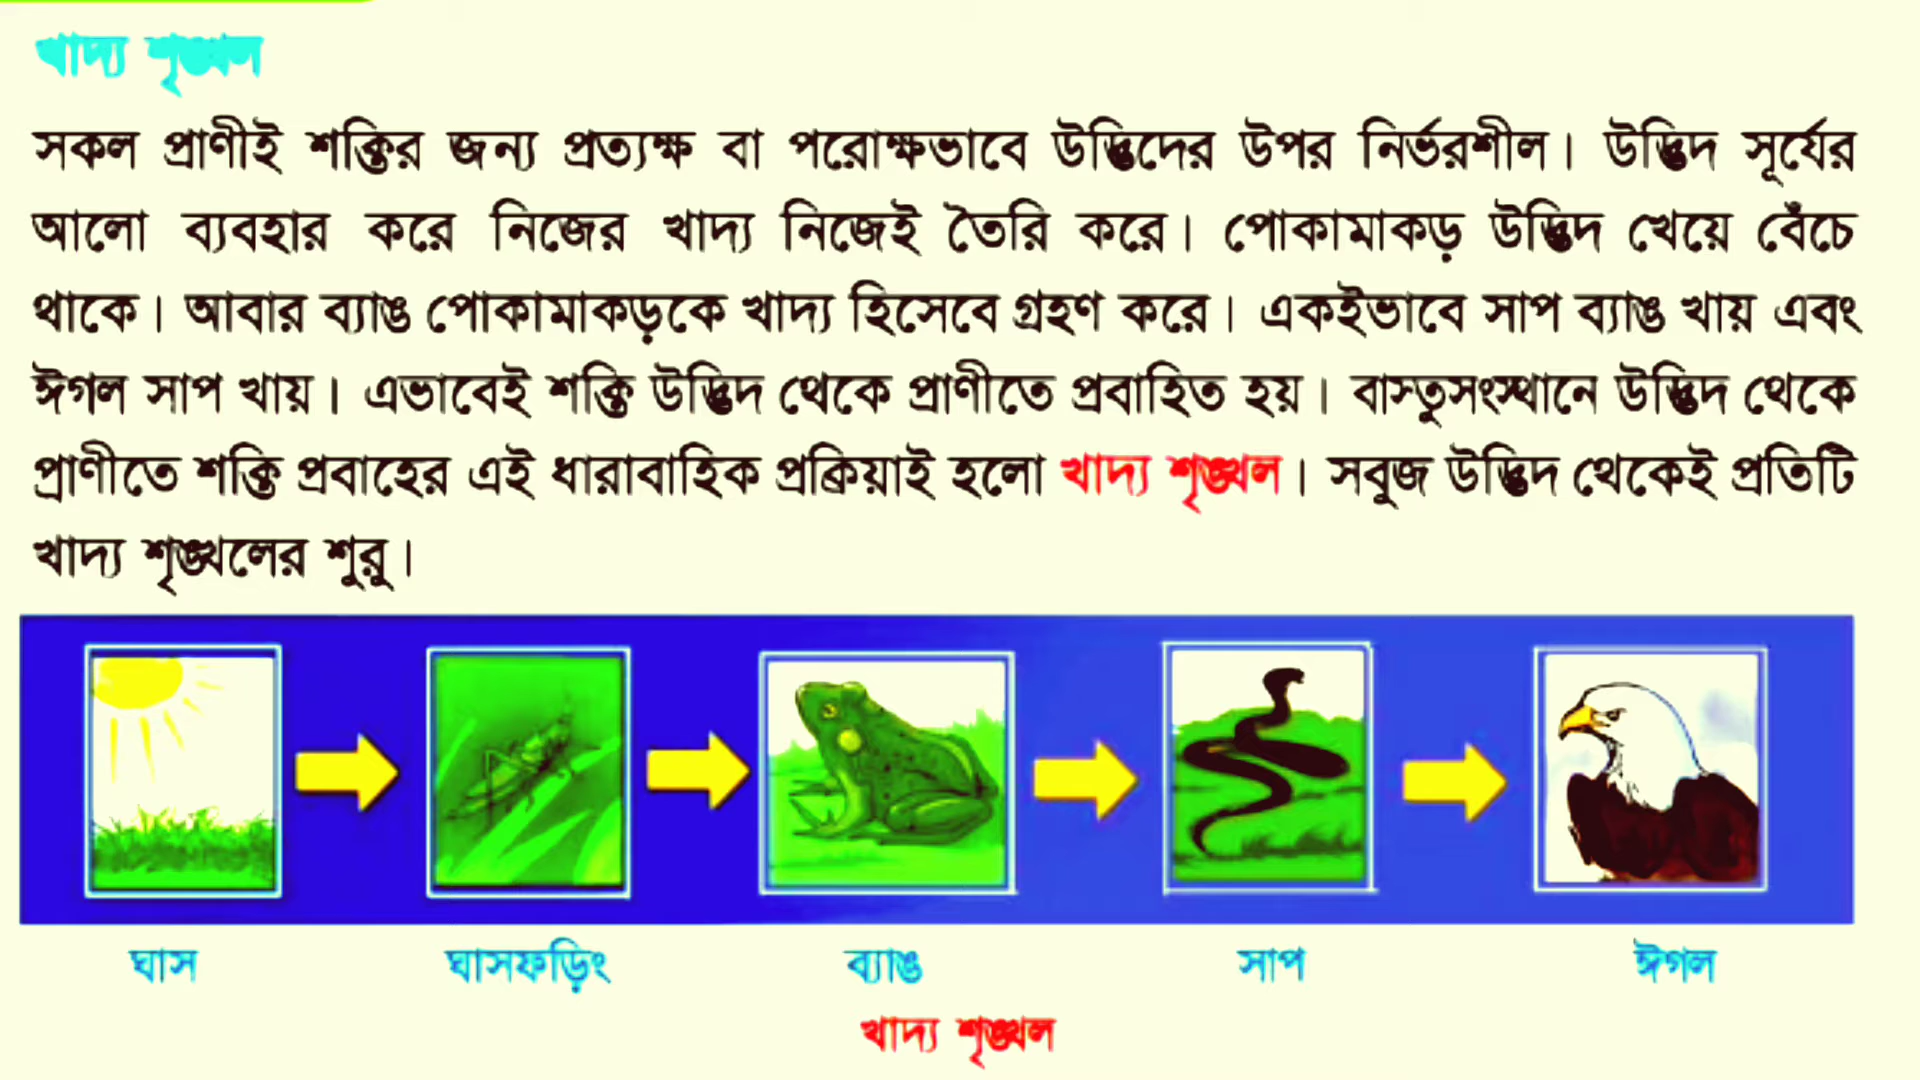 খাদ্য শৃঙ্খল
সকল প্রাণীই শক্তির জন্য প্রত্যক্ষ বা পরোক্ষভাবে উদ্ভিদের উপর নির্ভরশীল। উদ্ভিদ সূর্যের
আলো ব্যবহার করে নিজের খাদ্য নিজেই তৈরি করে। পোকামাকড় উদ্ভিদ খেয়ে বেঁচে
থাকে। আবার ব্যাঙ পোকামাকড়কে খাদ্য হিসেবে গ্রহণ করে। একইভাবে সাপ ব্যাঙ খায় এবং
ঈগল সাপ খায়। এভাবেই শক্তি উদ্ভিদ থেকে প্রাণীতে প্রবাহিত হয়। বাস্তুসংস্থানে উদ্ভিদ থেকে
প্রাণীতে শক্তি প্রবাহের এই ধারাবাহিক প্রক্রিয়াই হলো খাদ্য শৃঙ্খল। সবুজ উদ্ভিদ থেকেই প্রতিটি
খাদ্য শৃঙ্খলের শুরু।
ঘাস ঘাসফড়িং ব্যাঙ সাপ ঈগল
খাদ্য শৃঙ্খল